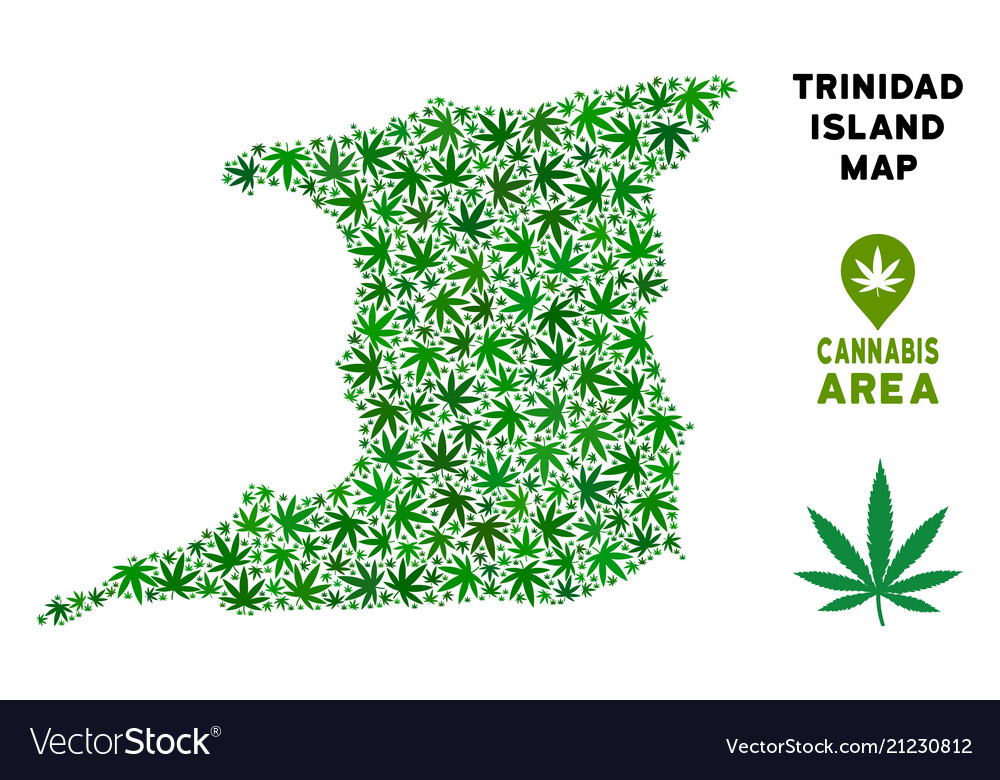 TRINIDAD
ISLAND
MAP
CANNABIS
AREA
VectorStock®
VectorStock.com/21230812